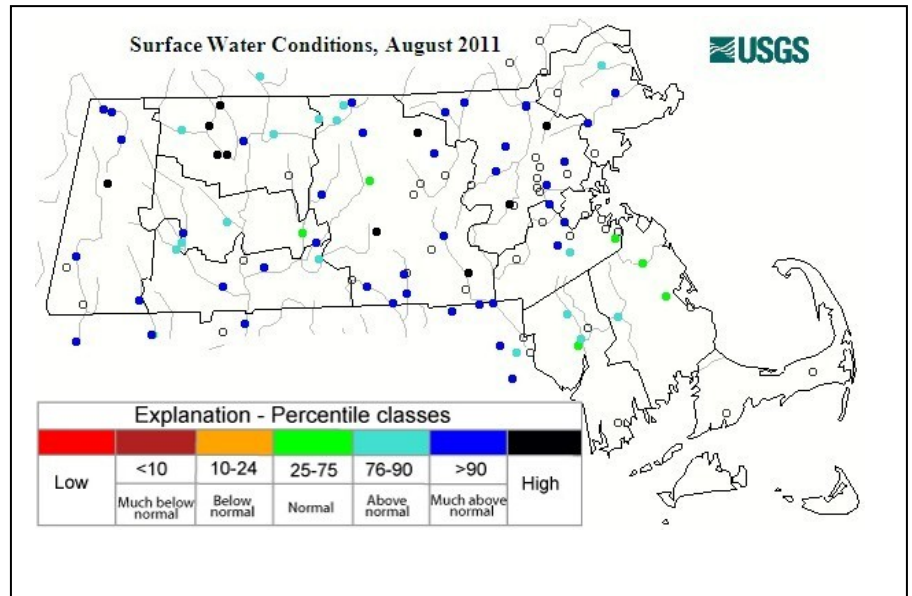 Surface Water Conditions, August 2011
USGS
Explanation - Percentile classes
Low
<10
10-24
25-75
76-90
>90
High
Much below
normal
Below
normal
Normal
Above
normal
Much above
normal